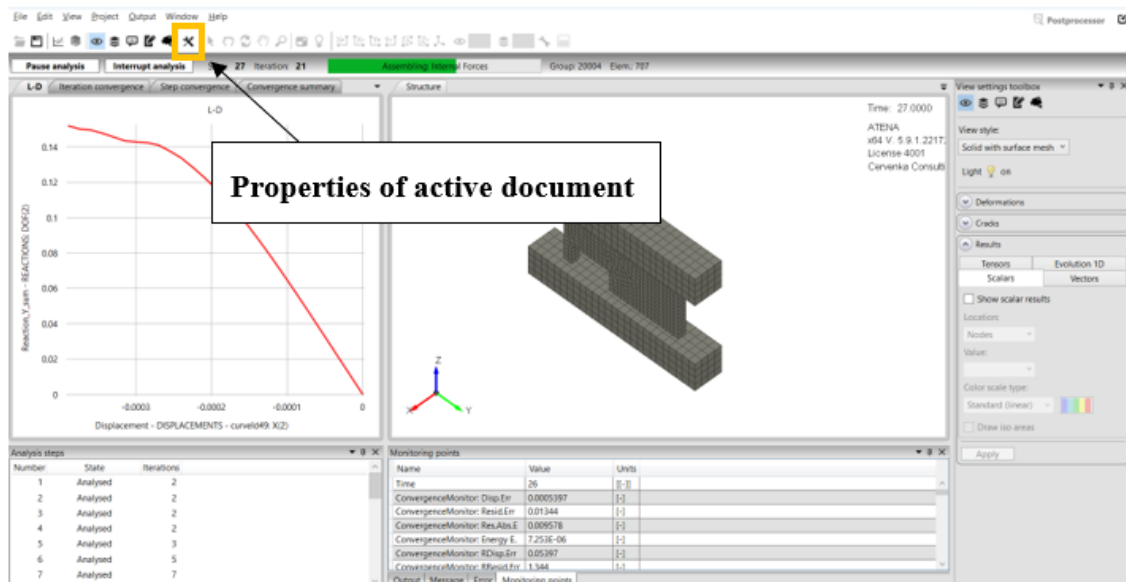 File Edit View Project Output Window Help
Postprocessor
Pause analysis Interrupt analysis 27 Iteration: 21 Assembling: Internal Forces Group: 20004 Elem.: 707
L-D Iteration convergence Step convergence Convergence summary
Structure
View settings toolbox
L-D
Time: 27.0000
ATENA
x64 V. 5.9.1.2217
License 4001
Cervenka Consulti
View style:
Solid with surface mesh
Light on
Deformations
Cracks
Results
Tensors Evolution 1D
Scalars Vectors
Show scalar results
Location:
Nodes
Value:
Color scale type:
Standard (linear)
Draw iso areas
Apply
Properties of active document
0.14
0.12
0.1
0.08
0.06
0.04
0.02
0
Reaction_Y_sum - REACTIONS: DOF(2)
-0.0003 -0.0002 -0.0001 0
Displacement - DISPLACEMENTS - curveId49: X(2)
Z
X Y
Analysis steps
Number State Iterations
1 Analysed 2
2 Analysed 2
3 Analysed 2
4 Analysed 2
5 Analysed 3
6 Analysed 5
7 Analysed 7
Monitoring points
Name Value Units
Time 26 [[-]]
ConvergenceMonitor: Disp.Err 0.0005397 [-]
ConvergenceMonitor: Resid.Err 0.01344 [-]
ConvergenceMonitor: Res.Abs.E 0.009578 [-]
ConvergenceMonitor: Energy E. 7.253E-06 [-]
ConvergenceMonitor: RDisp.Err 0.05397 [-]
ConvergenceMonitor: RResid.Err 1.344 [-]
Output Message Error Monitoring points